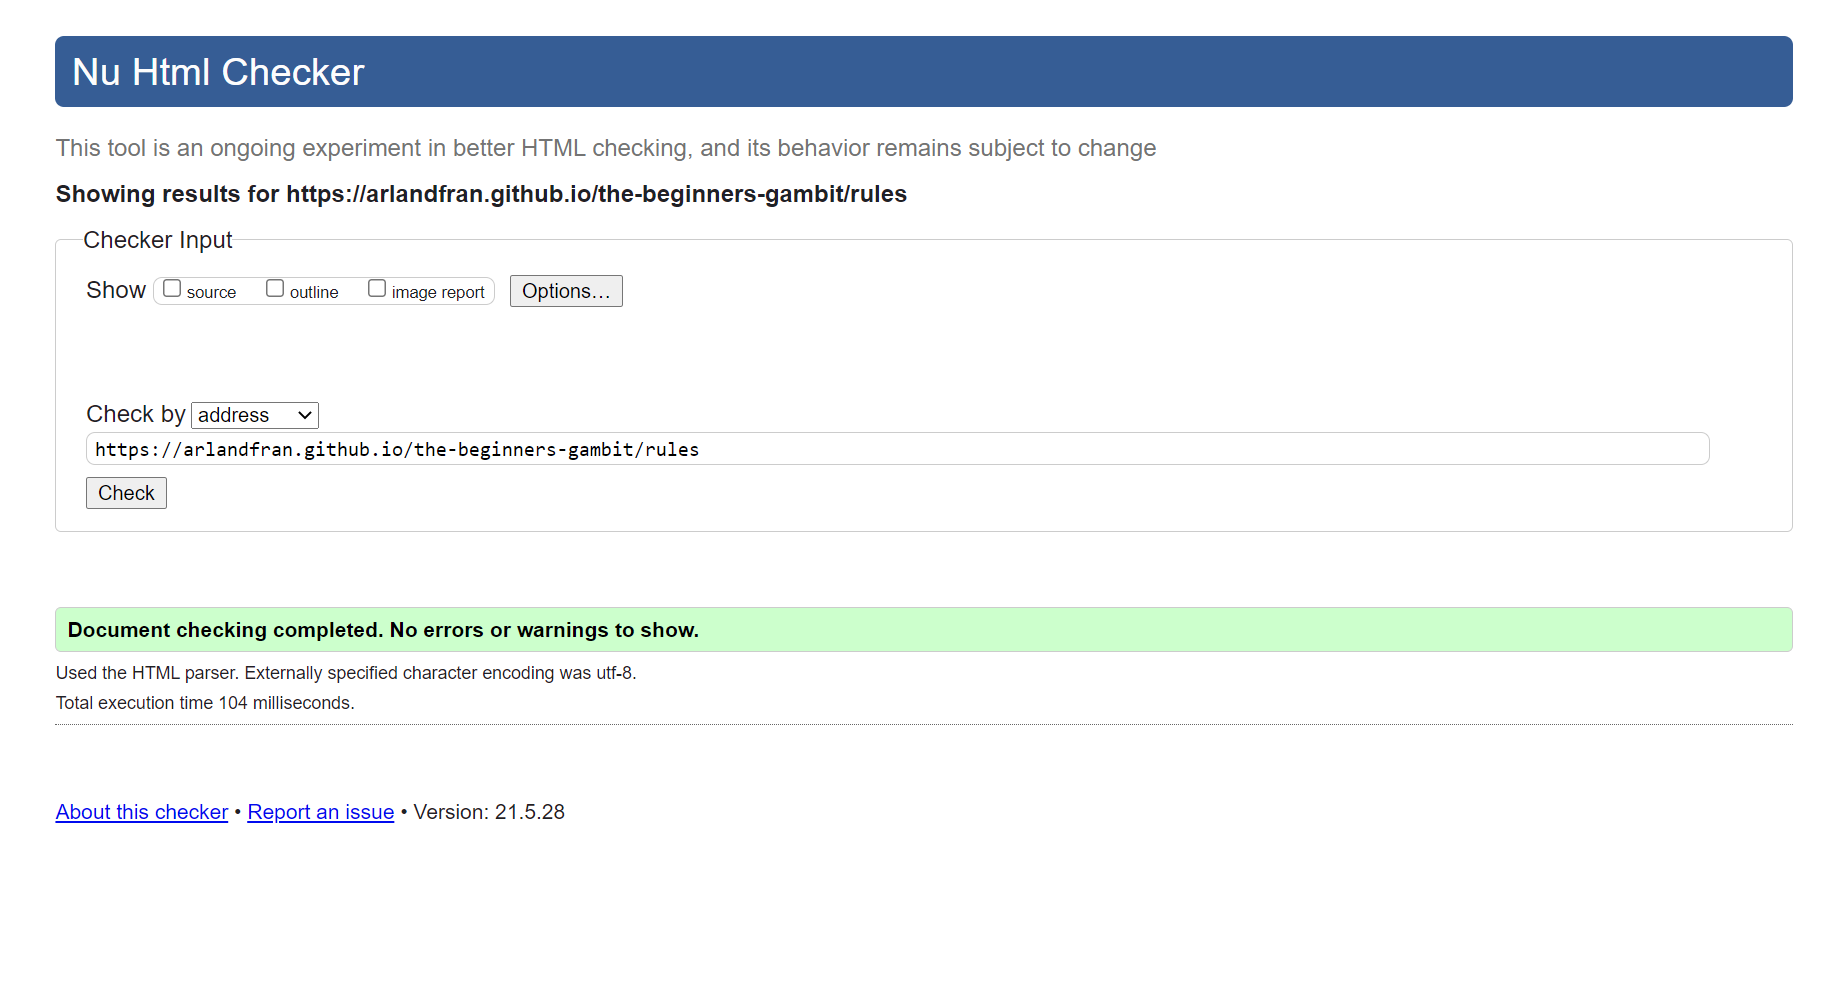 Nu Html Checker
This tool is an ongoing experiment in better HTML checking, and its behavior remains subject to change
Showing results for https://arlandfran.github.io/the-beginners-gambit/rules
Checker Input
Show source outline image report Options...
Check by address
https://arlandfran.github.io/the-beginners-gambit/rules
Check
Document checking completed. No errors or warnings to show.
Used the HTML parser. Externally specified character encoding was utf-8.
Total execution time 104 milliseconds.
About this checker • Report an issue • Version: 21.5.28